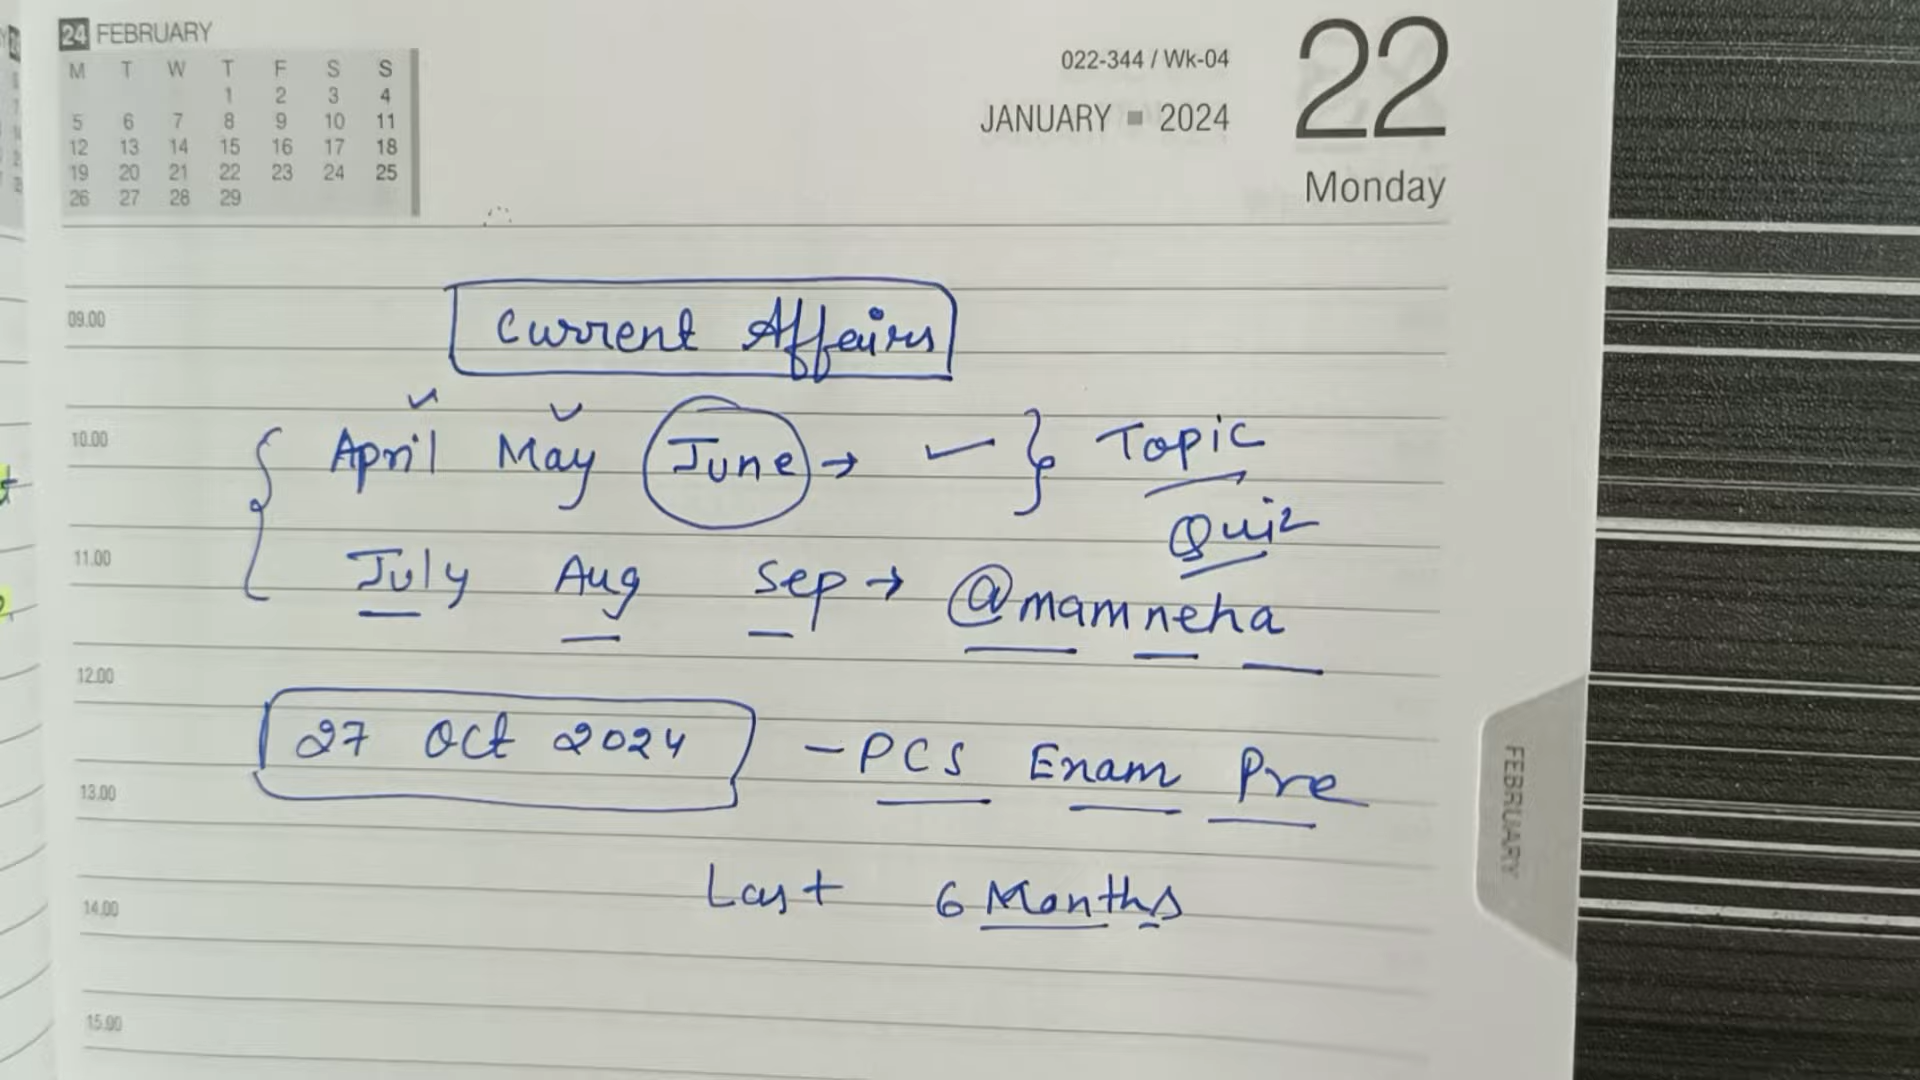 24 FEBRUARY
M T W T F S S
1 2 3 4
5 6 7 8 9 10 11
12 13 14 15 16 17 18
19 20 21 22 23 24 25
26 27 28 29
022-344 / Wk-04
JANUARY ▪ 2024
22
Monday
09.00
Current Affairs
10.00
April May June → ✓ } Topic
Quiz
11.00
July Aug Sep → @mamneha
12.00
27 Oct 2024 - PCS Exam Pre
13.00
Last 6 Months
14.00
15.00
FEBRUARY